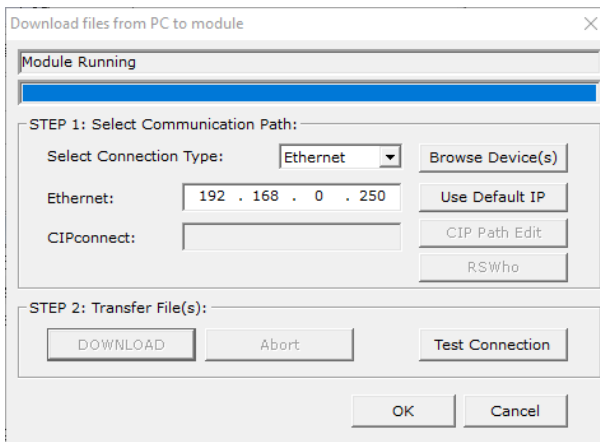 Download files from PC to module
Module Running
STEP 1: Select Communication Path:
Select Connection Type: Ethernet Browse Device(s)
Ethernet: 192 . 168 . 0 . 250 Use Default IP
CIPconnect: CIP Path Edit
RSWho
STEP 2: Transfer File(s):
DOWNLOAD Abort Test Connection
OK Cancel